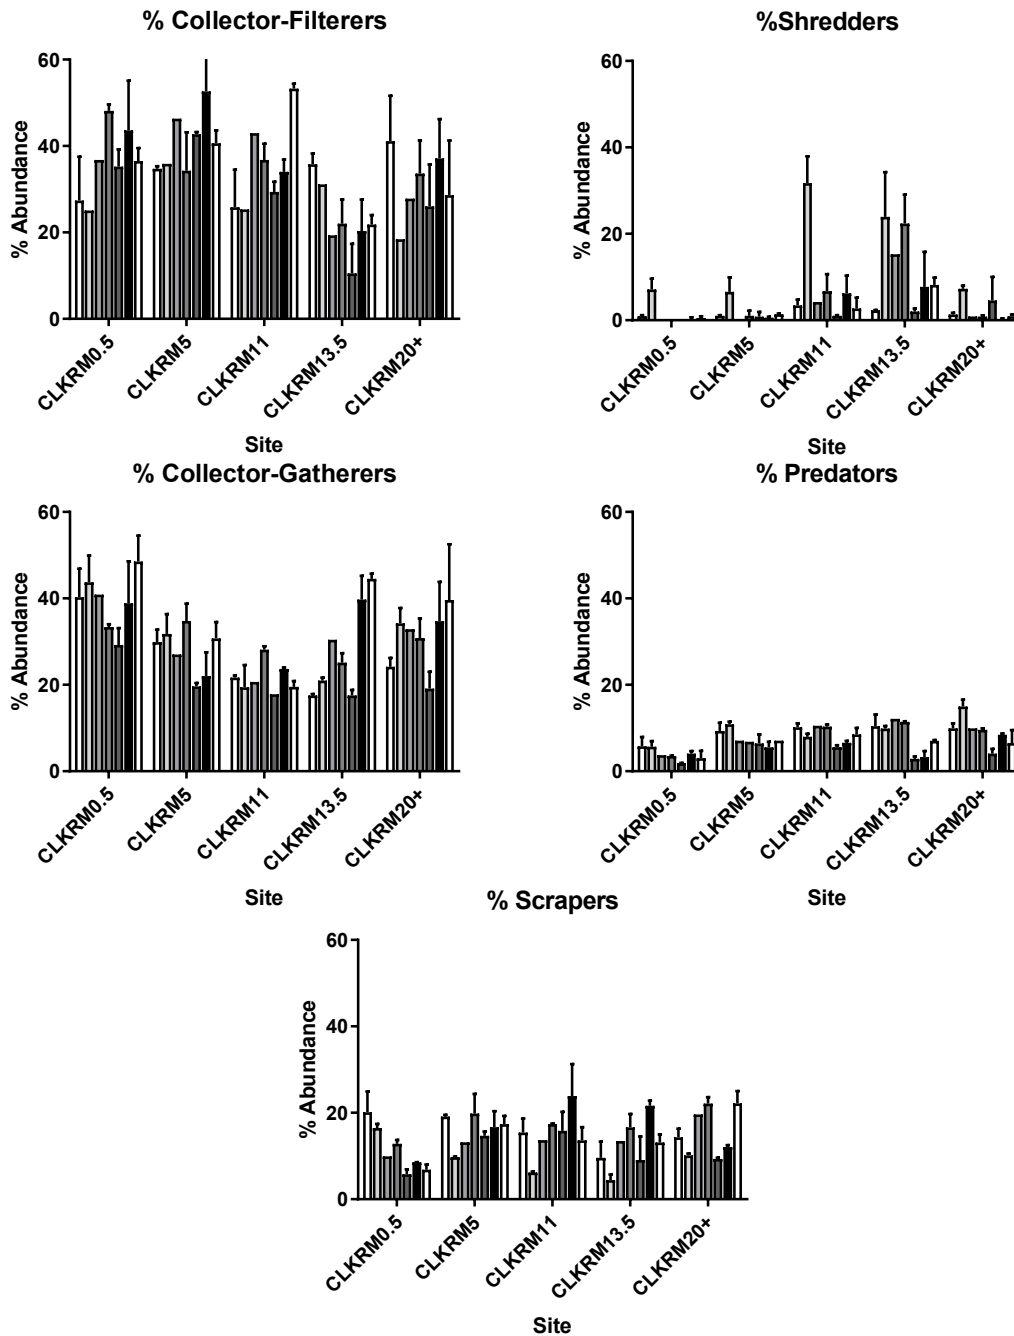 % Collector-Filterers
%Shredders
60
40
20
0
% Abundance
CLKRM0.5
CLKRM5
CLKRM11
CLKRM13.5
CLKRM20+
Site
60
40
20
0
% Abundance
CLKRM0.5
CLKRM5
CLKRM11
CLKRM13.5
CLKRM20+
Site
% Collector-Gatherers
% Predators
60
40
20
0
% Abundance
CLKRM0.5
CLKRM5
CLKRM11
CLKRM13.5
CLKRM20+
Site
60
40
20
0
% Abundance
CLKRM0.5
CLKRM5
CLKRM11
CLKRM13.5
CLKRM20+
Site
% Scrapers
60
40
20
0
% Abundance
CLKRM0.5
CLKRM5
CLKRM11
CLKRM13.5
CLKRM20+
Site